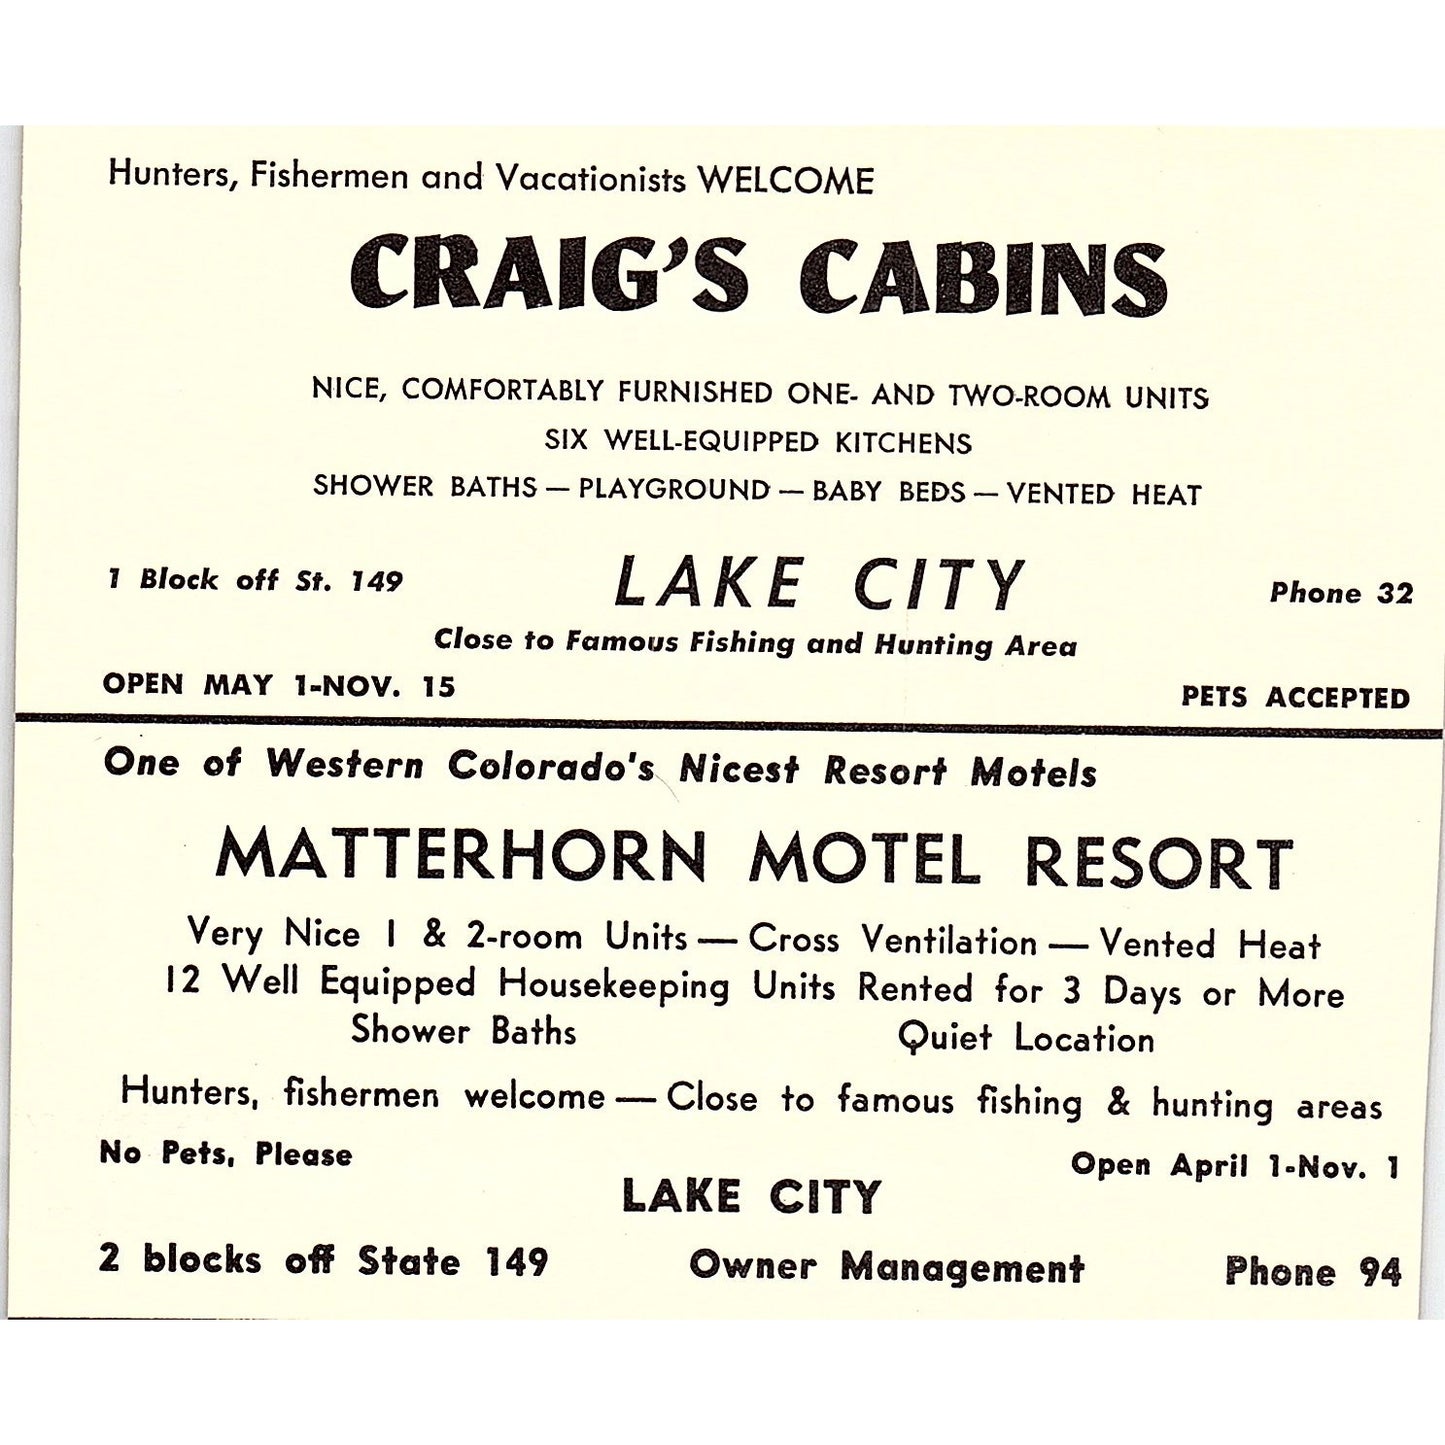 Hunters, Fishermen and Vacationists WELCOME
CRAIG'S CABINS
NICE, COMFORTABLY FURNISHED ONE- AND TWO-ROOM UNITS
SIX WELL-EQUIPPED KITCHENS
SHOWER BATHS — PLAYGROUND — BABY BEDS — VENTED HEAT
1 Block off St. 149 LAKE CITY Phone 32
Close to Famous Fishing and Hunting Area
OPEN MAY 1-NOV. 15 PETS ACCEPTED
One of Western Colorado's Nicest Resort Motels
MATTERHORN MOTEL RESORT
Very Nice 1 & 2-room Units — Cross Ventilation — Vented Heat
12 Well Equipped Housekeeping Units Rented for 3 Days or More
Shower Baths Quiet Location
Hunters, fishermen welcome — Close to famous fishing & hunting areas
No Pets, Please Open April 1-Nov. 1
LAKE CITY
2 blocks off State 149 Owner Management Phone 94